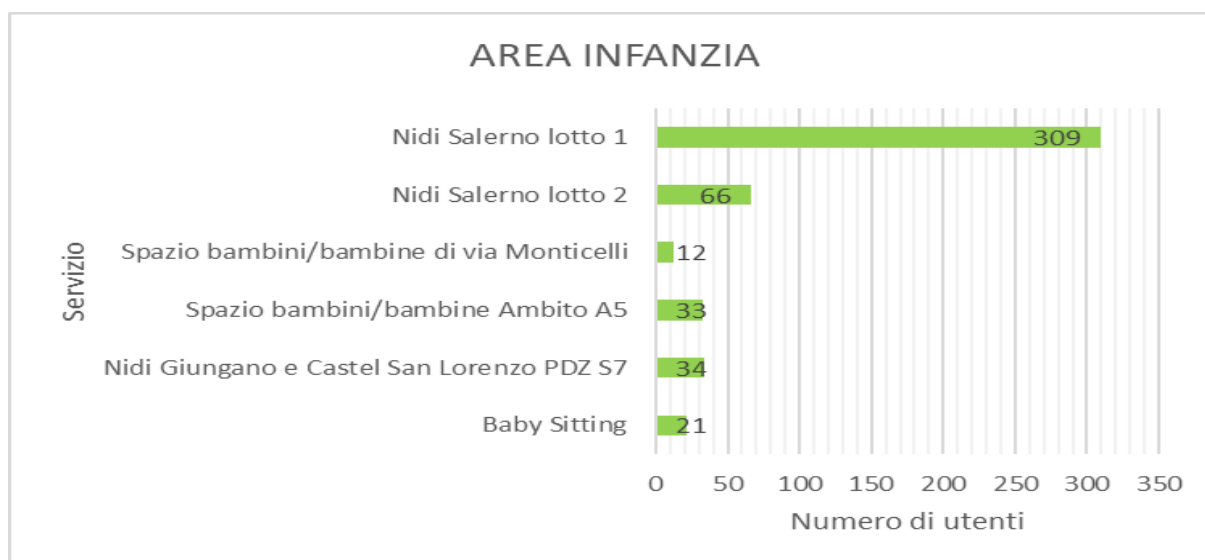 AREA INFANZIA
Servizio
Nidi Salerno lotto 1
309
Nidi Salerno lotto 2
66
Spazio bambini/bambine di via Monticelli
12
Spazio bambini/bambine Ambito A5
33
Nidi Giungano e Castel San Lorenzo PDZ S7
34
Baby Sitting
21
0 50 100 150 200 250 300 350
Numero di utenti